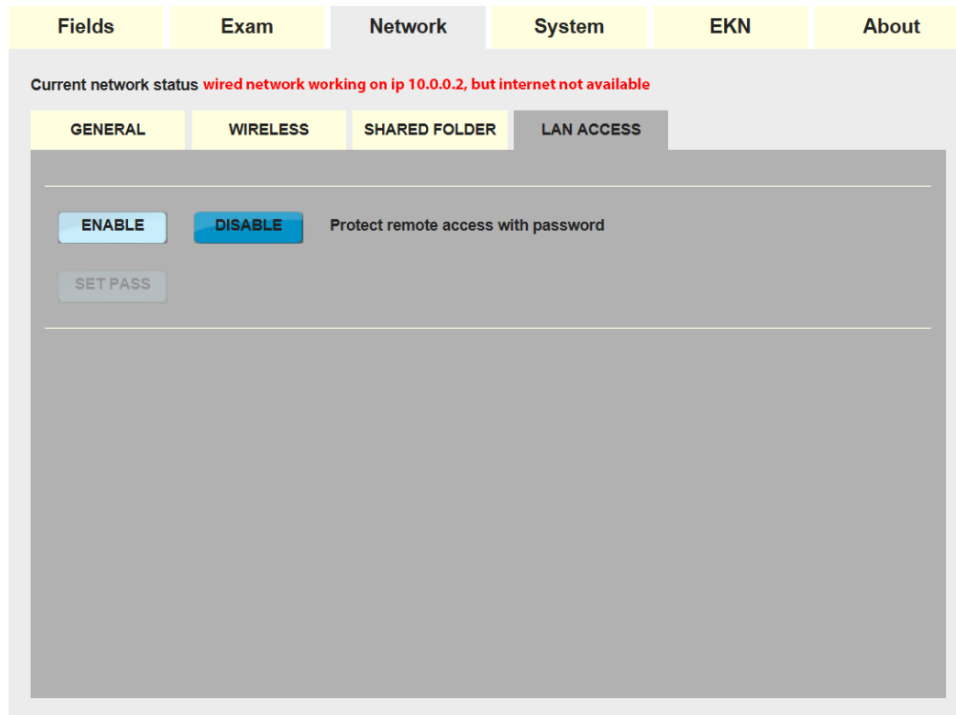 Fields Exam Network System EKN About
Current network status wired network working on ip 10.0.0.2, but internet not available
GENERAL WIRELESS SHARED FOLDER LAN ACCESS
ENABLE DISABLE Protect remote access with password
SET PASS